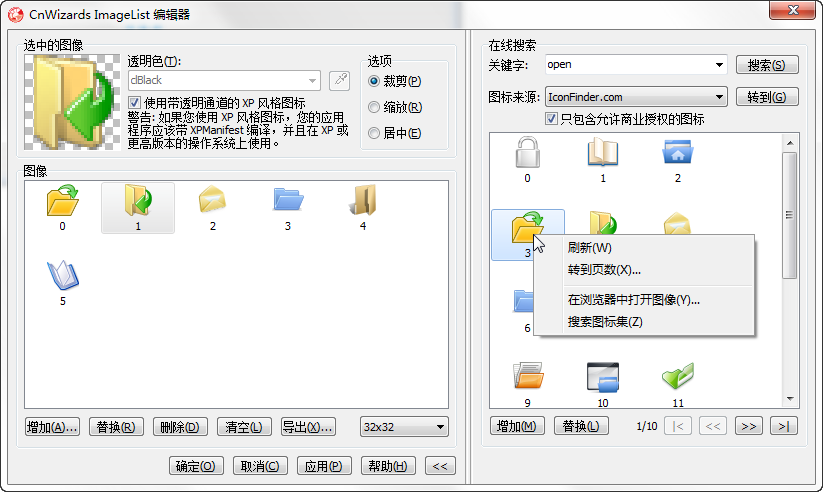 CnWizards ImageList 编辑器
选中的图像
透明色(T):
clBlack
使用带透明通道的 XP 风格图标
警告: 如果您使用 XP 风格图标，您的应
用程序应该带 XPManifest 编译，并且在 XP 或
更高版本的操作系统上使用。
选项
裁剪(P)
缩放(R)
居中(E)
图像
0
1
2
3
4
5
增加(A)...
替换(R)
删除(D)
清空(L)
导出(X)...
32x32
确定(O)
取消(C)
应用(P)
帮助(H)
<<
在线搜索
关键字:
open
搜索(S)
图标来源:
IconFinder.com
转到(G)
只包含允许商业授权的图标
0
1
2
3
刷新(W)
转到页数(X)...
在浏览器中打开图像(Y)...
搜索图标集(Z)
6
9
10
11
增加(M)
替换(L)
1/10
|<
<<
>>
>|